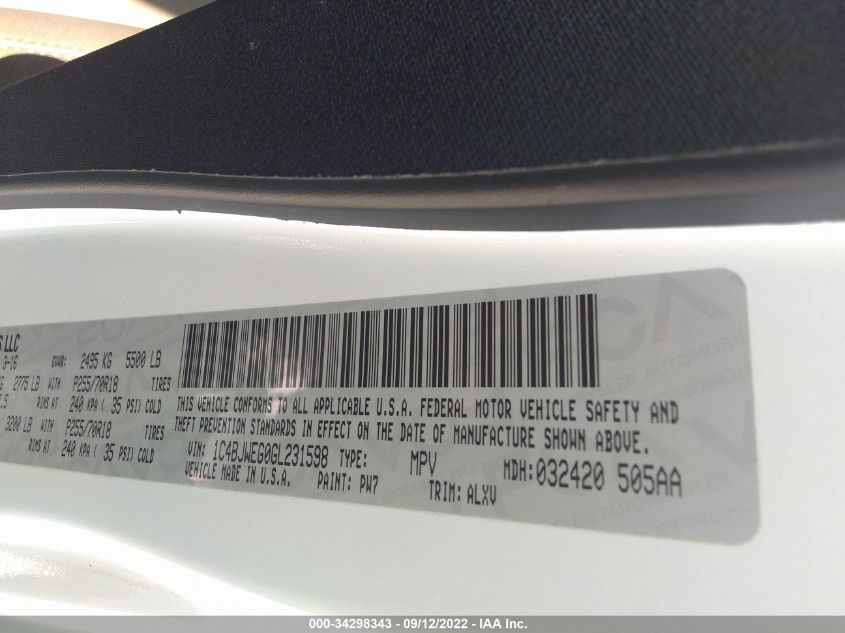 S LLC
3-16 GVWR: 2495 KG 5500 LB
KG 2775 LB WITH P255/70R18 TIRES
7.5 RIMS AT 240 KPA ( 35 PSI) COLD
3200 LB WITH P255/70R18 TIRES
RIMS AT 240 KPA ( 35 PSI) COLD
THIS VEHICLE CONFORMS TO ALL APPLICABLE U.S.A. FEDERAL MOTOR VEHICLE SAFETY AND
THEFT PREVENTION STANDARDS IN EFFECT ON THE DATE OF MANUFACTURE SHOWN ABOVE.
VIN: 1C4BJWEG0GL231598 TYPE: MPV MDH:032420 505AA
VEHICLE MADE IN U.S.A. PAINT: PW7 TRIM: ALXV
000-34298343 - 09/12/2022 - IAA Inc.